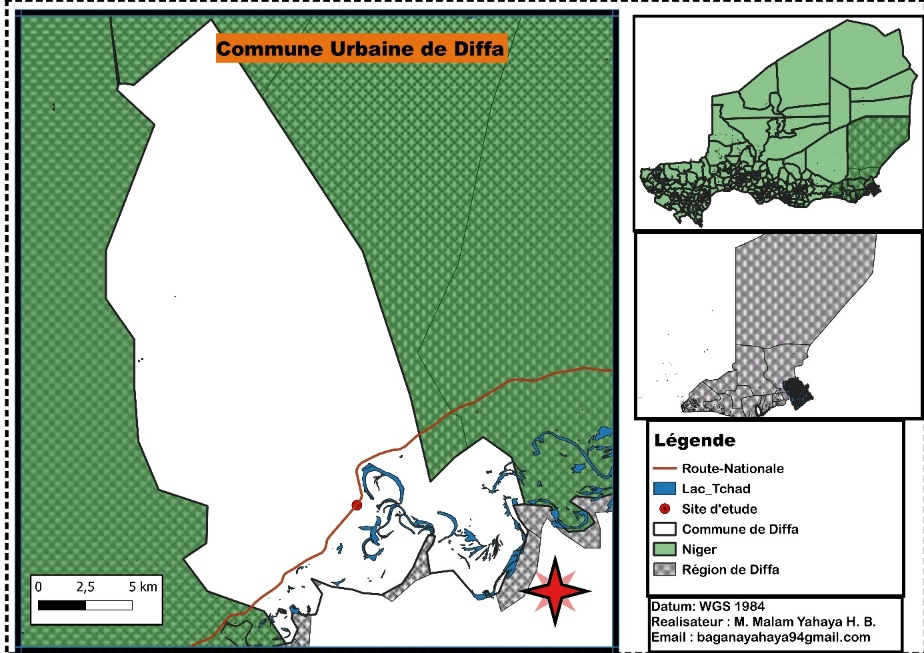 Commune Urbaine de Diffa
0 2,5 5 km
Légende
Route-Nationale
Lac_Tchad
Site d'etude
Commune de Diffa
Niger
Région de Diffa
Datum: WGS 1984
Realisateur : M. Malam Yahaya H. B.
Email : baganayahaya94gmail.com